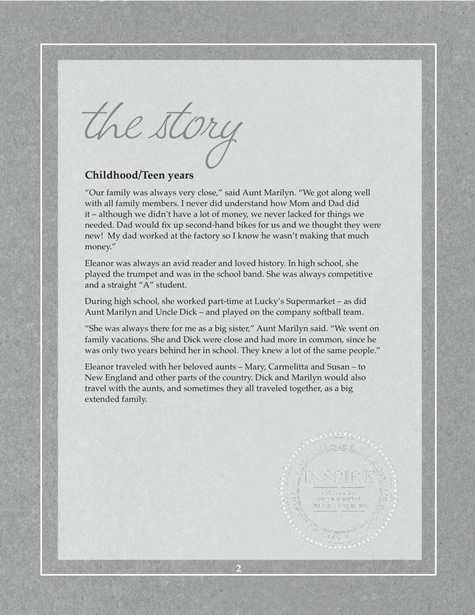 the story
Childhood/Teen years
“Our family was always very close,” said Aunt Marilyn. “We got along well
with all family members. I never did understand how Mom and Dad did
it – although we didn’t have a lot of money, we never lacked for things we
needed. Dad would fix up second-hand bikes for us and we thought they were
new!  My dad worked at the factory so I know he wasn’t making that much
money.”
Eleanor was always an avid reader and loved history. In high school, she
played the trumpet and was in the school band. She was always competitive
and a straight “A” student.
During high school, she worked part-time at Lucky’s Supermarket – as did
Aunt Marilyn and Uncle Dick – and played on the company softball team.
“She was always there for me as a big sister,” Aunt Marilyn said. “We went on
family vacations. She and Dick were close and had more in common, since he
was only two years behind her in school. They knew a lot of the same people.”
Eleanor traveled with her beloved aunts – Mary, Carmelitta and Susan – to
New England and other parts of the country. Dick and Marilyn would also
travel with the aunts, and sometimes they all traveled together, as a big
extended family.
INSPIRE
2